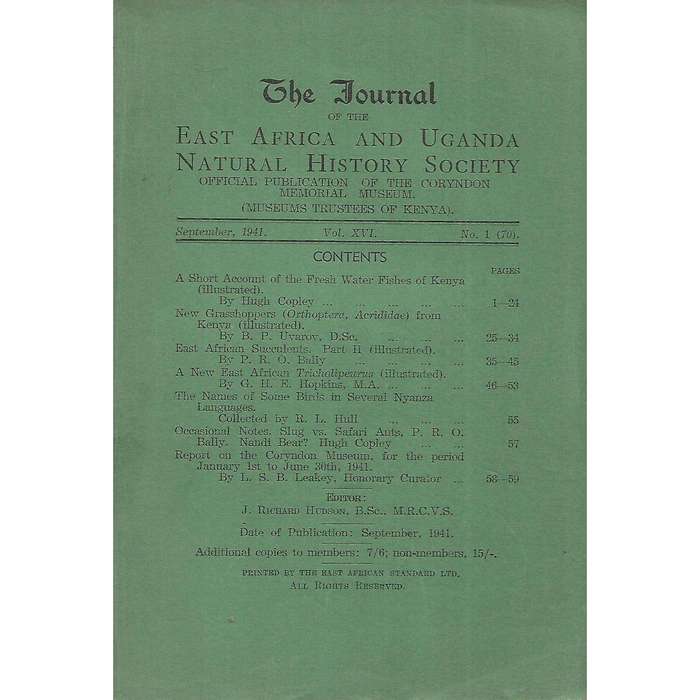 The Journal
OF THE
EAST AFRICA AND UGANDA
NATURAL HISTORY SOCIETY
OFFICIAL PUBLICATION OF THE CORYNDON
MEMORIAL MUSEUM.
(MUSEUMS TRUSTEES OF KENYA).
September, 1941. Vol. XVI. No. 1 (70).
CONTENTS
PAGES
A Short Account of the Fresh Water Fishes of Kenya
(illustrated).
By Hugh Copley ... ... ... ... ... 1—24
New Grasshoppers (Orthoptera, Acrididae) from
Kenya (illustrated).
By B. P. Uvarov, D.Sc. ... ... ... 25—34
East African Succulents. Part II (illustrated).
By P. R. O. Bally ... ... ... ... 35—45
A New East African Tricholipeurus (illustrated).
By G. H. E. Hopkins, M.A. ... ... ... 46—53
The Names of Some Birds in Several Nyanza
Languages.
Collected by R. L. Hull ... ... ... 55
Occasional Notes. Slug vs. Safari Ants, P. R. O.
Bally. Nandi Bear? Hugh Copley ... ... 57
Report on the Coryndon Museum, for the period
January 1st to June 30th, 1941.
By L. S. B. Leakey, Honorary Curator ... 58—59
EDITOR:
J. RICHARD HUDSON, B.Sc., M.R.C.V.S.
Date of Publication: September, 1941.
Additional copies to members: 7/6; non-members, 15/-.
PRINTED BY THE EAST AFRICAN STANDARD LTD.
ALL RIGHTS RESERVED.